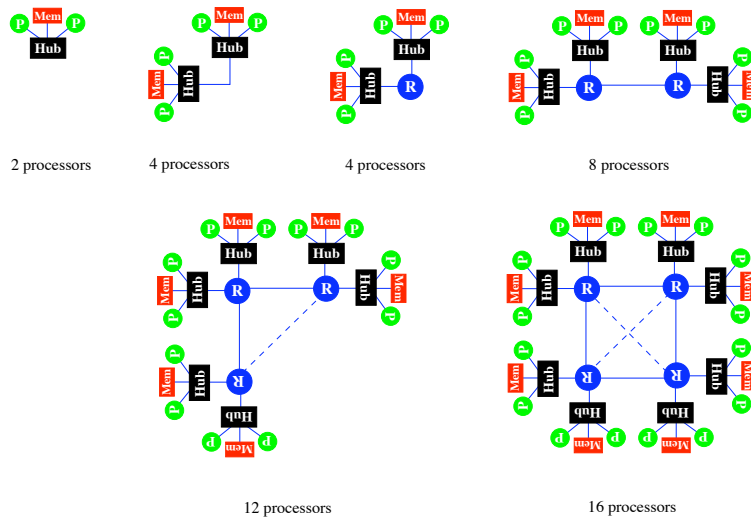 P Mem P
Hub
2 processors
P Mem P
Hub
P
Mem Hub
P
4 processors
P Mem P
Hub
P
Mem Hub R
P
4 processors
P Mem P P Mem P
Hub Hub
P P
Mem Hub R R Hub Mem
P P
8 processors
P Mem P P Mem P
Hub Hub
P P
Mem Hub R R Hub Mem
P P
P
Mem Hub R
P
Hub
P Mem P
12 processors
P Mem P P Mem P
Hub Hub
P P
Mem Hub R R Hub Mem
P P
P P
Mem Hub R R Hub Mem
P P
Hub Hub
P Mem P P Mem P
16 processors